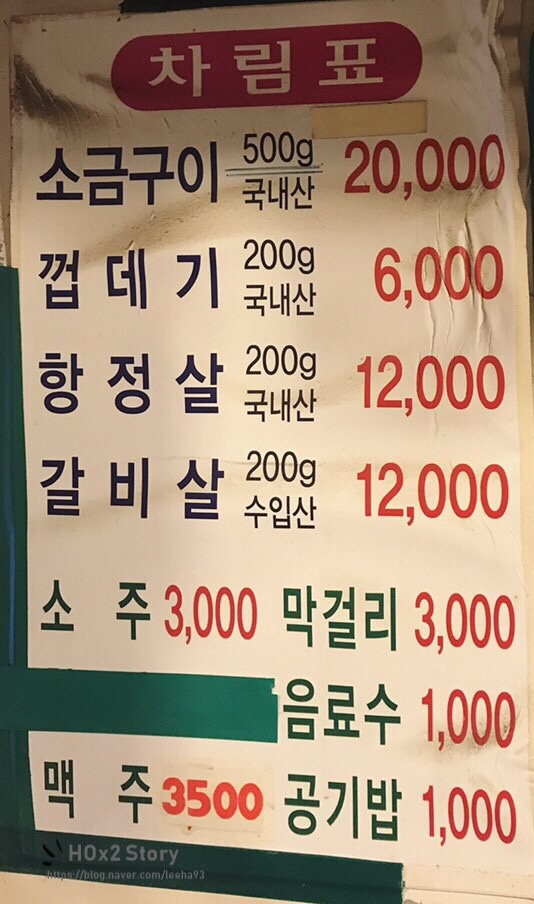 차림표
소금구이 500g 국내산 20,000
껍데기 200g 국내산 6,000
항정살 200g 국내산 12,000
갈비살 200g 수입산 12,000
소주 3,000 막걸리 3,000
음료수 1,000
맥주 3500 공기밥 1,000
HOx2 Story
https://blog.naver.com/leeha93